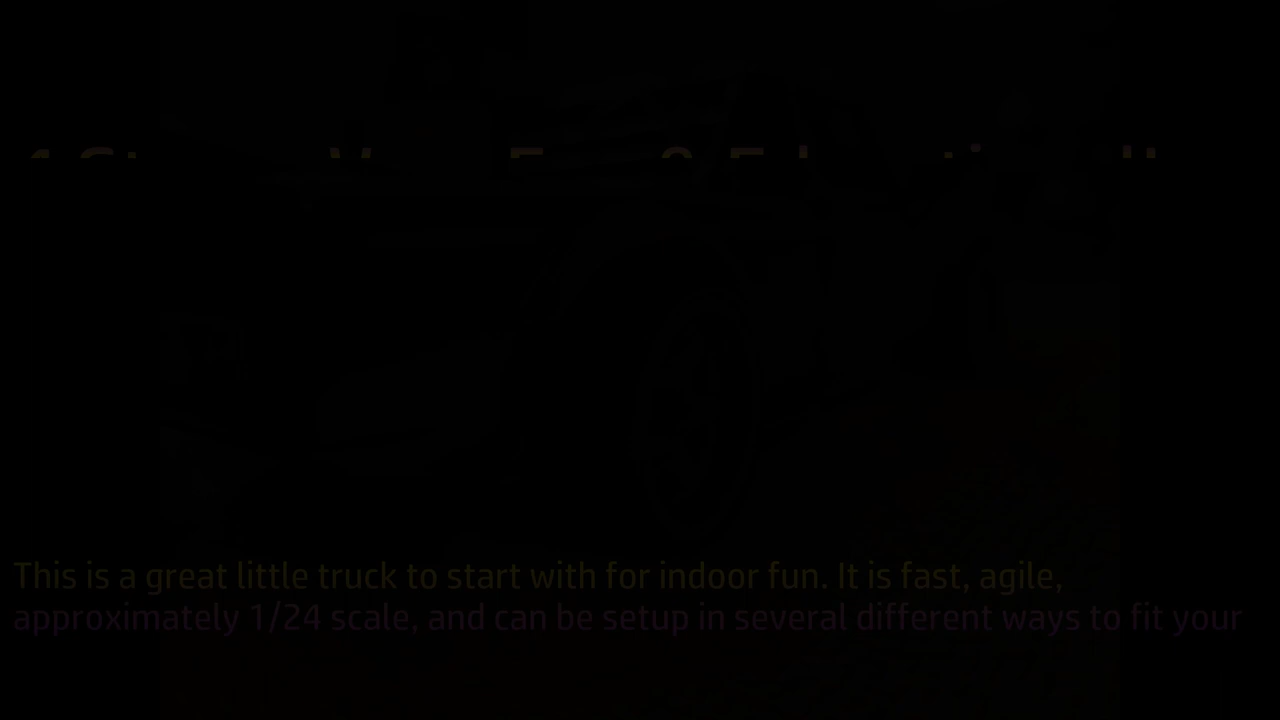 This is a great little truck to start with for indoor fun. It is fast, agile,
approximately 1/24 scale, and can be setup in several different ways to fit your